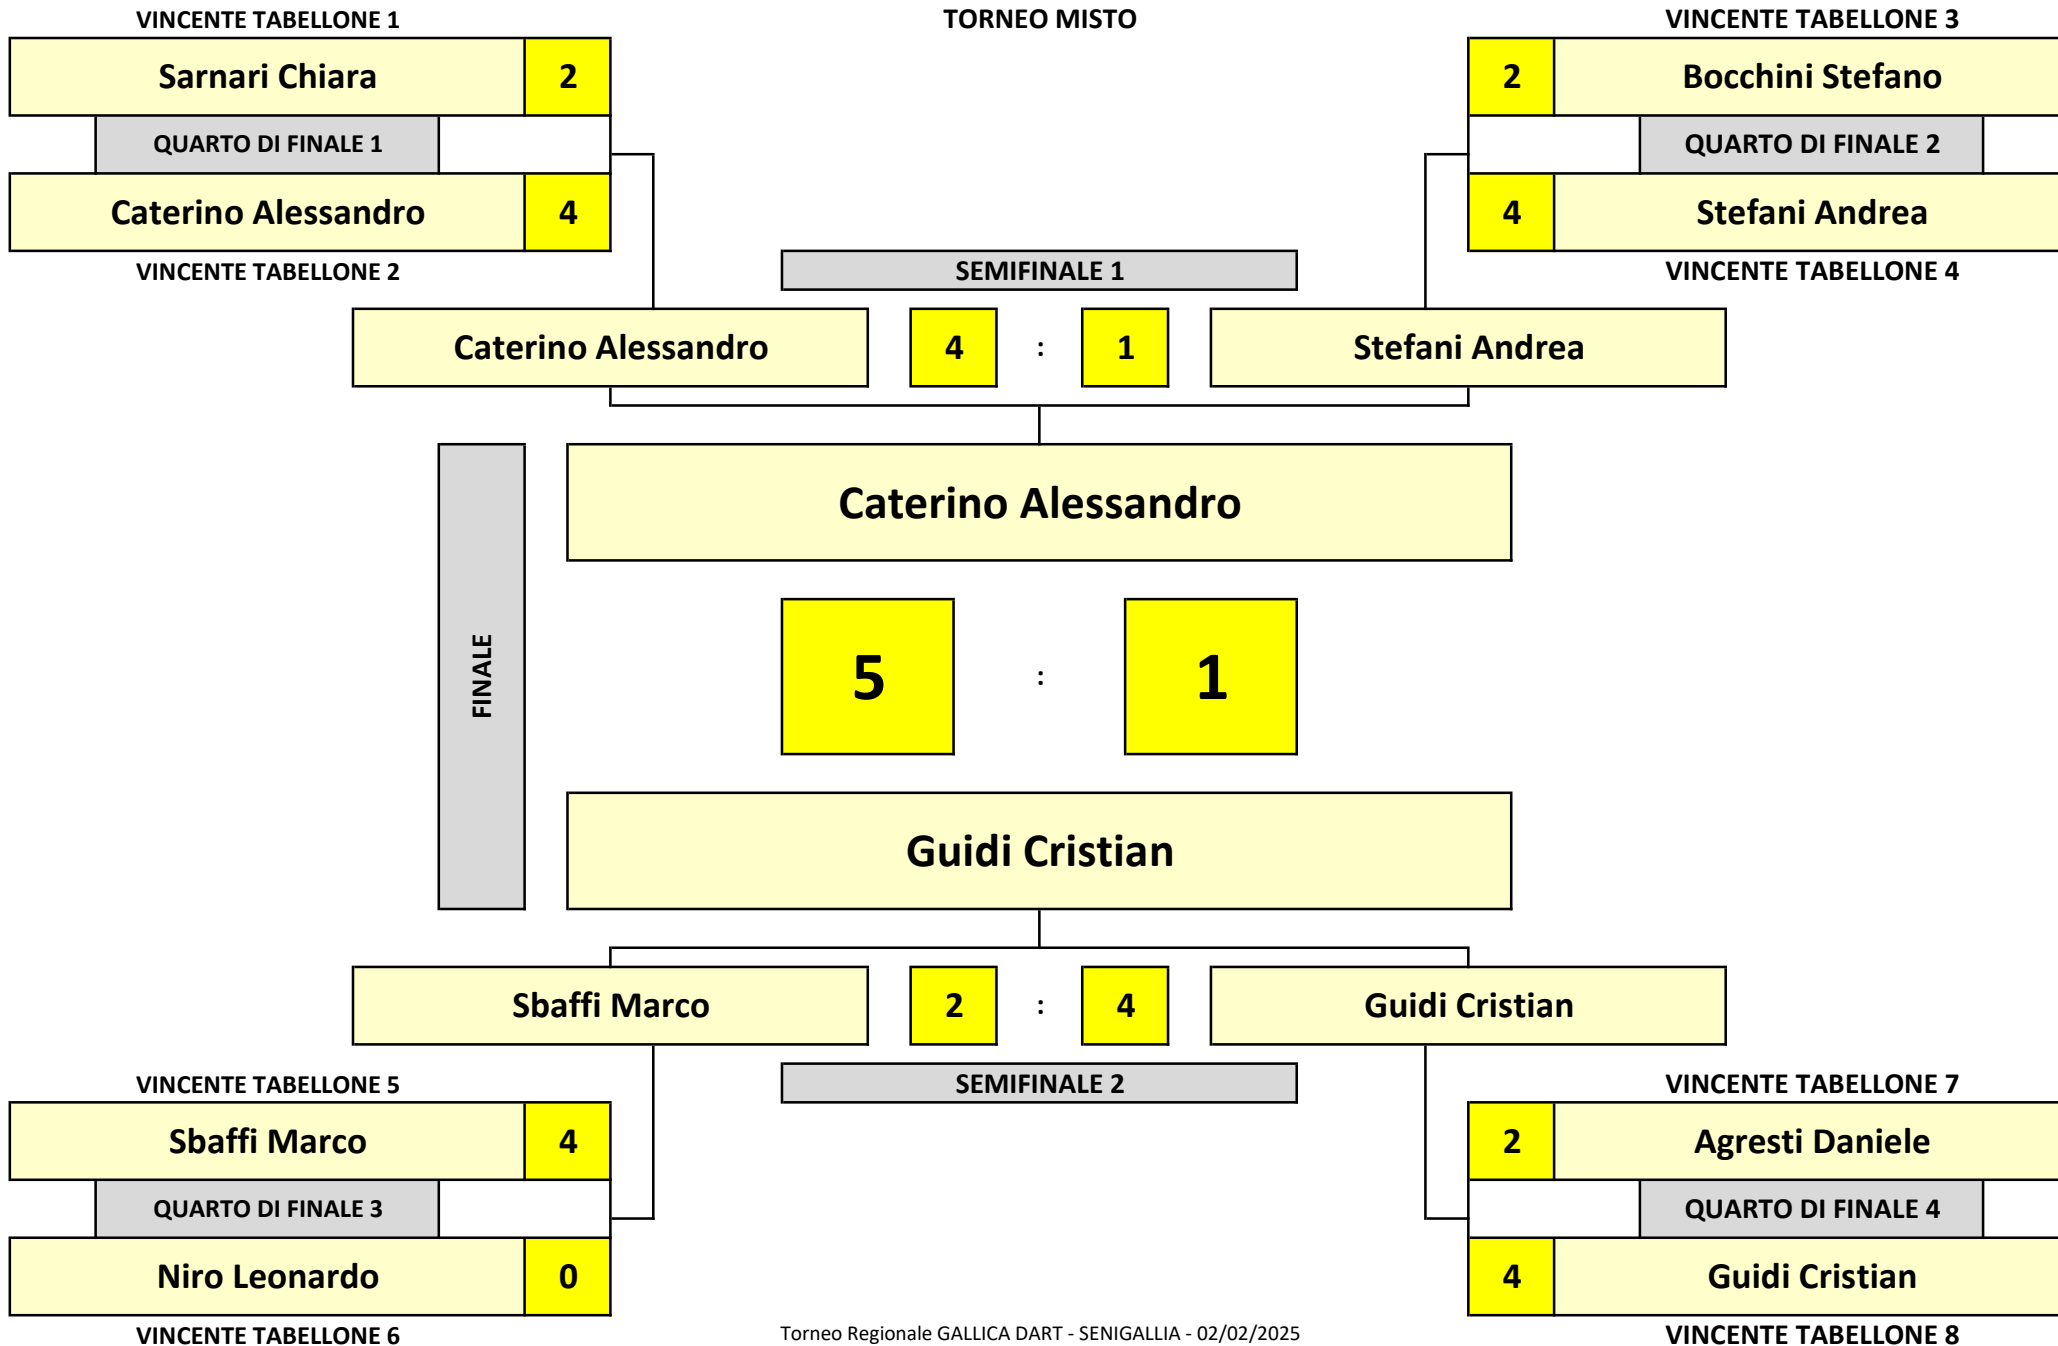 VINCENTE TABELLONE 1
TORNEO MISTO
VINCENTE TABELLONE 3
Sarnari Chiara 2
2 Bocchini Stefano
QUARTO DI FINALE 1
QUARTO DI FINALE 2
Caterino Alessandro 4
4 Stefani Andrea
VINCENTE TABELLONE 2
SEMIFINALE 1
VINCENTE TABELLONE 4
Caterino Alessandro 4 : 1 Stefani Andrea
Caterino Alessandro
FINALE
5 : 1
Guidi Cristian
Sbaffi Marco 2 : 4 Guidi Cristian
VINCENTE TABELLONE 5
SEMIFINALE 2
VINCENTE TABELLONE 7
Sbaffi Marco 4
2 Agresti Daniele
QUARTO DI FINALE 3
QUARTO DI FINALE 4
Niro Leonardo 0
4 Guidi Cristian
VINCENTE TABELLONE 6
Torneo Regionale GALLICA DART - SENIGALLIA - 02/02/2025
VINCENTE TABELLONE 8